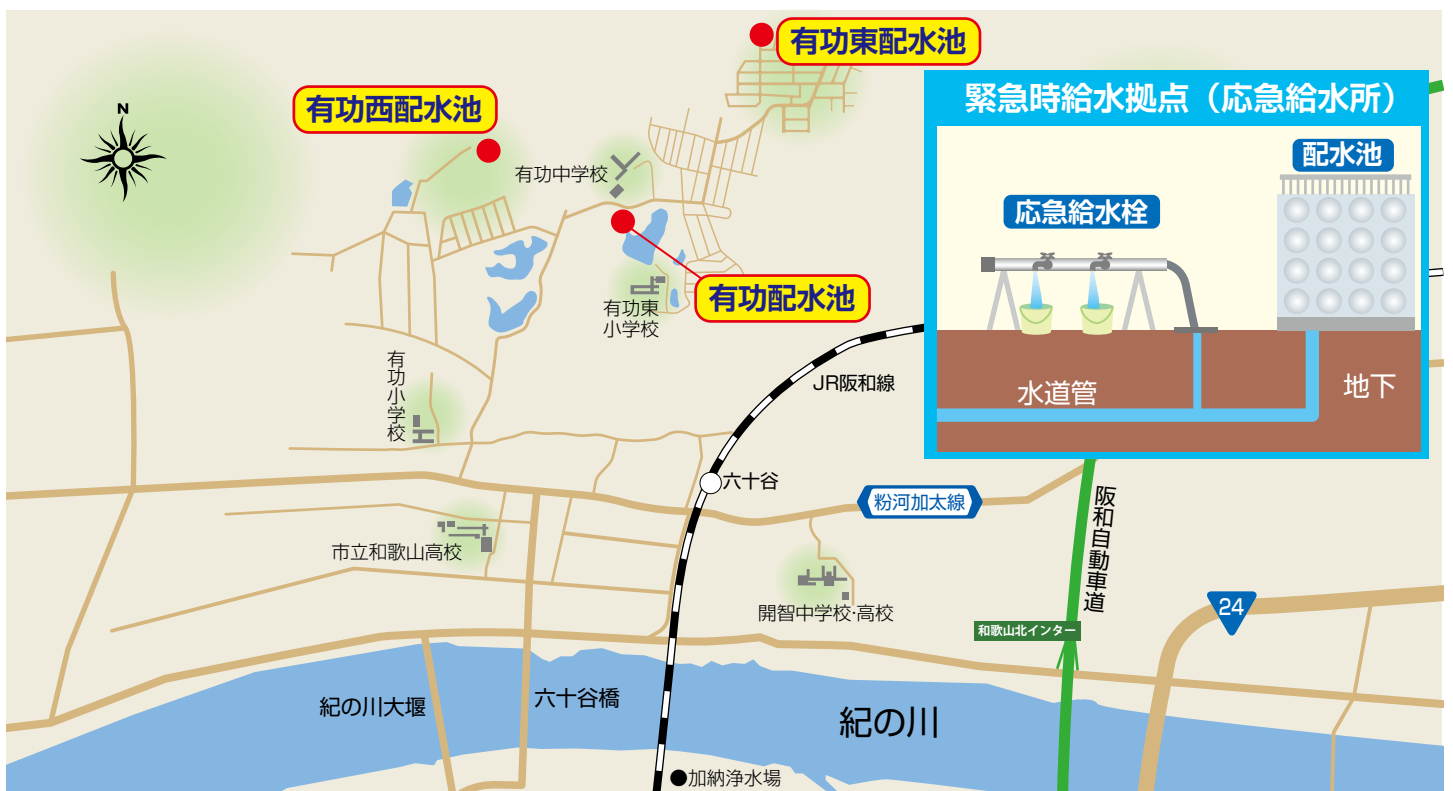 有功東配水池
緊急時給水拠点（応急給水所）
有功西配水池
N
配水池
有功中学校
応急給水栓
有功配水池
有功東
小学校
有功小学校
JR阪和線
水道管
地下
六十谷
粉河加太線
阪和自動車道
市立和歌山高校
開智中学校・高校
24
和歌山北インター
紀の川大堰
六十谷橋
紀の川
●加納浄水場